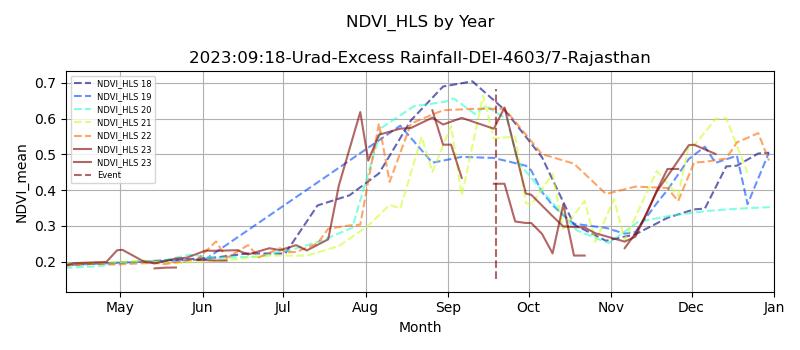 NDVI_HLS by Year
2023:09:18-Urad-Excess Rainfall-DEI-4603/7-Rajasthan
NDVI_mean
0.7
0.6
0.5
0.4
0.3
0.2
NDVI_HLS 18
NDVI_HLS 19
NDVI_HLS 20
NDVI_HLS 21
NDVI_HLS 22
NDVI_HLS 23
NDVI_HLS 23
Event
May Jun Jul Aug Sep Oct Nov Dec Jan
Month